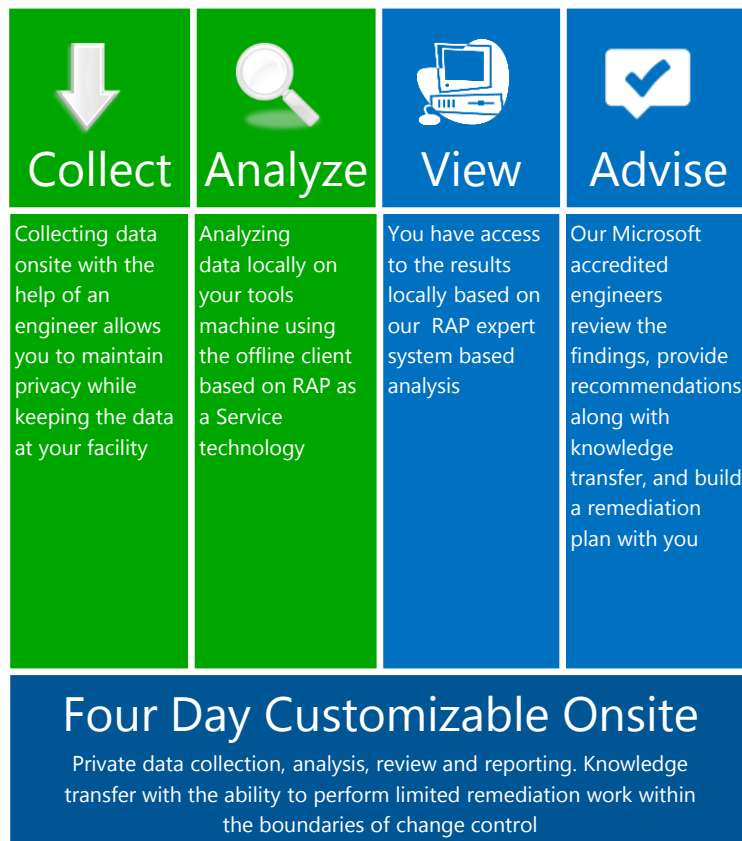 Collect
Collecting data
onsite with the
help of an
engineer allows
you to maintain
privacy while
keeping the data
at your facility
Analyze
Analyzing
data locally on
your tools
machine using
the offline client
based on RAP as
a Service
technology
View
You have access
to the results
locally based on
our RAP expert
system based
analysis
Advise
Our Microsoft
accredited
engineers
review the
findings, provide
recommendations
along with
knowledge
transfer, and build
a remediation
plan with you
Four Day Customizable Onsite
Private data collection, analysis, review and reporting. Knowledge
transfer with the ability to perform limited remediation work within
the boundaries of change control